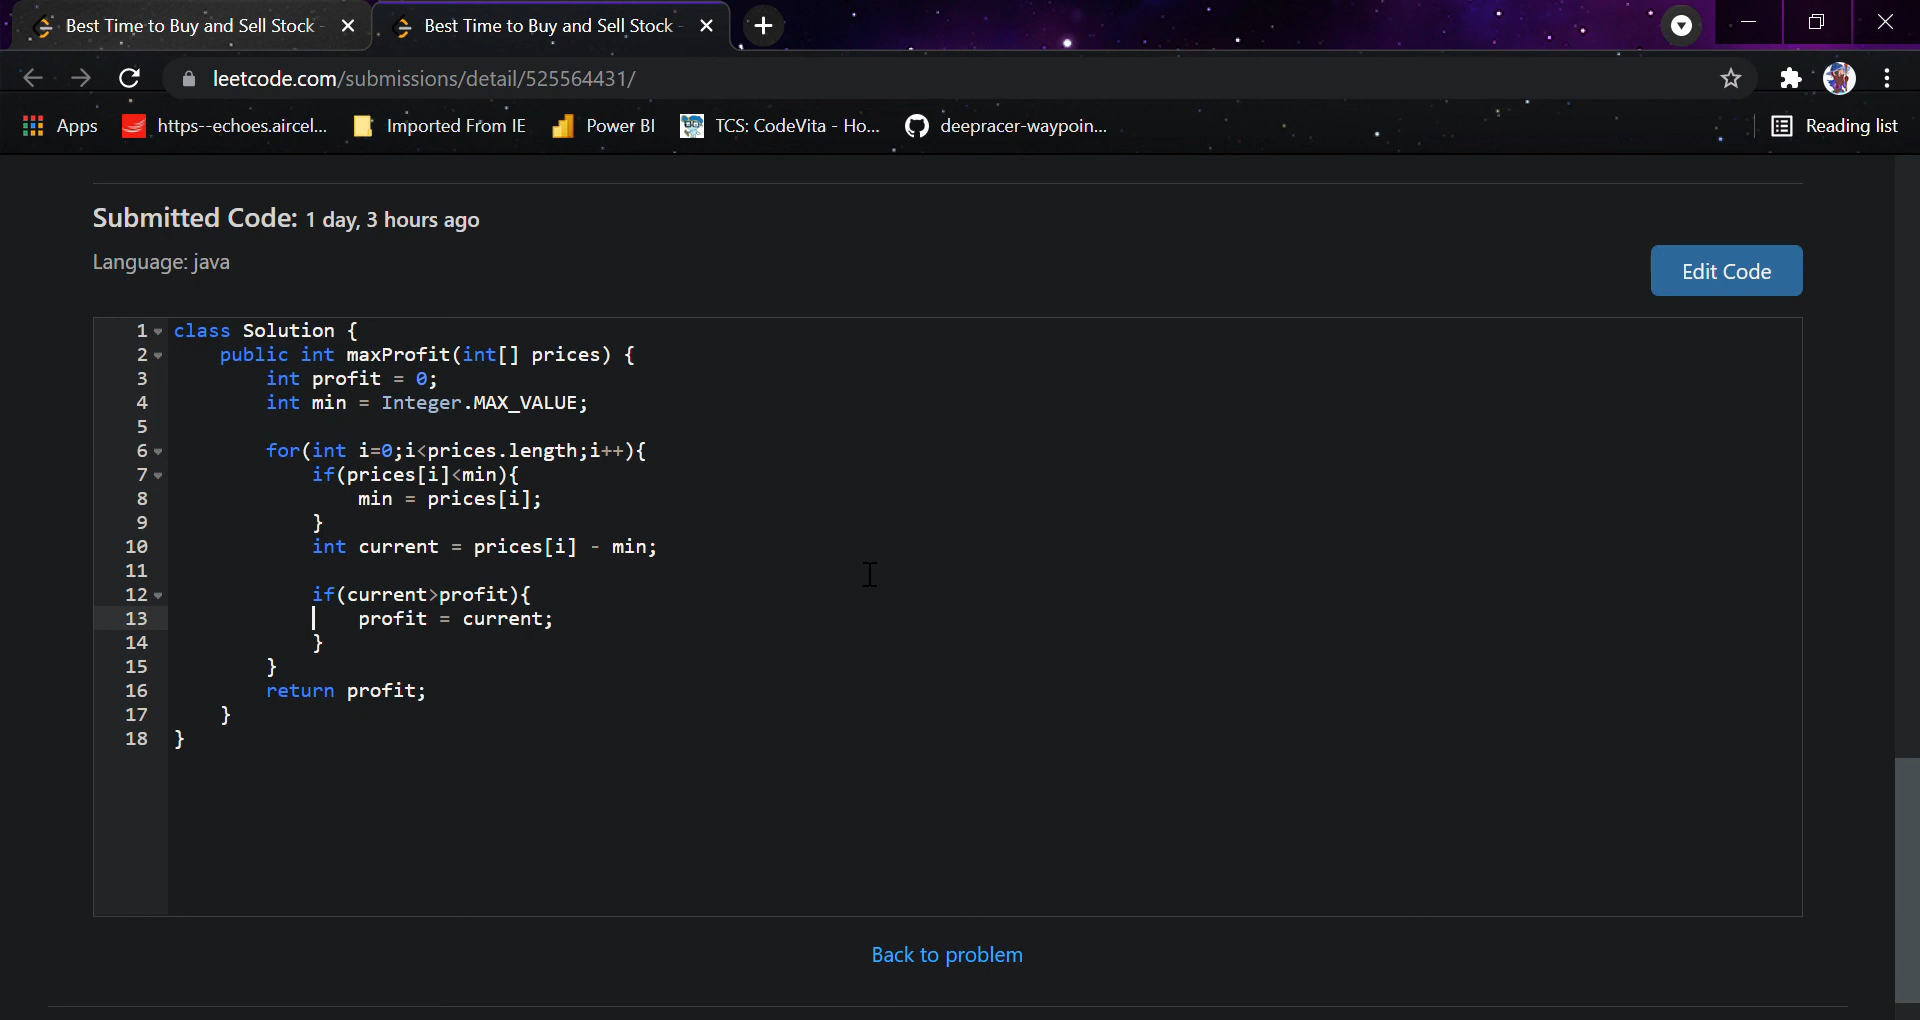 Best Time to Buy and Sell Stock - Best Time to Buy and Sell Stock -
leetcode.com/submissions/detail/525564431/
Apps https--echoes.aircel... Imported From IE Power BI TCS: CodeVita - Ho... deepracer-waypoin... Reading list
Submitted Code: 1 day, 3 hours ago
Language: java
Edit Code
1 class Solution {
2     public int maxProfit(int[] prices) {
3         int profit = 0;
4         int min = Integer.MAX_VALUE;
5
6         for(int i=0;i<prices.length;i++){
7             if(prices[i]<min){
8                 min = prices[i];
9             }
10             int current = prices[i] - min;
11
12             if(current>profit){
13                 profit = current;
14             }
15         }
16         return profit;
17     }
18 }
Back to problem